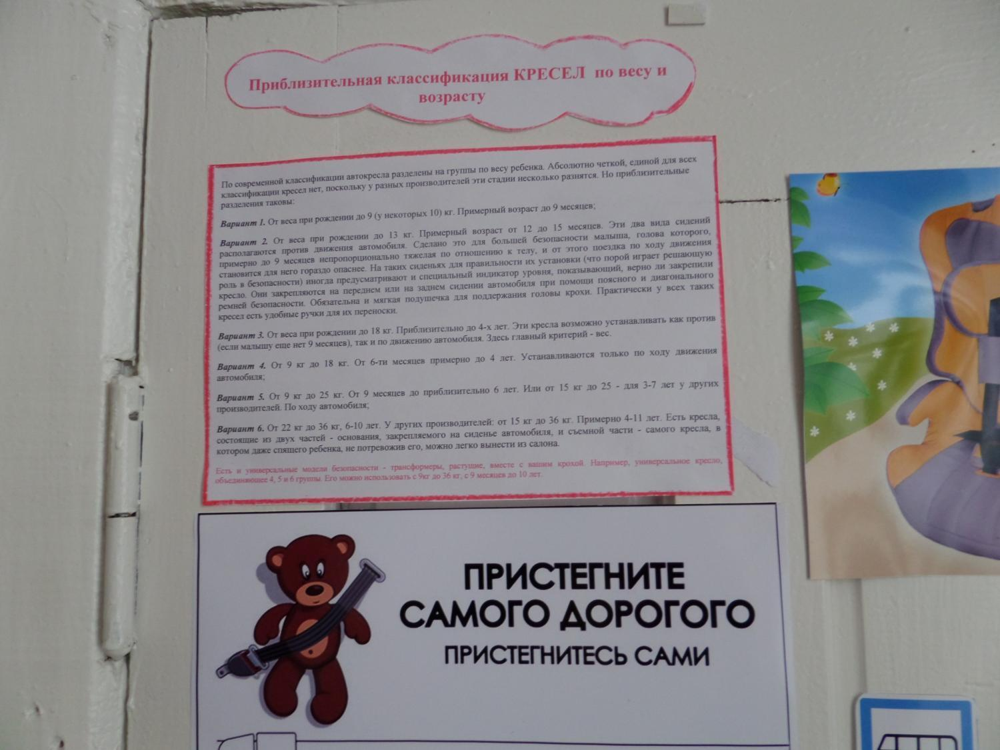 Приблизительная классификация КРЕСЕЛ по весу и
возрасту
По современной классификации автокресла разделены на группы по весу ребенка. Абсолютно четкой, единой для всех
классификации кресел нет, поскольку у разных производителей эти стадии несколько разнятся. Но приблизительные
разделения таковы:
Вариант 1. От веса при рождении до 9 (у некоторых 10) кг. Примерный возраст до 9 месяцев;
Вариант 2. От веса при рождении до 13 кг. Примерный возраст от 12 до 15 месяцев. Эти два вида сидений
располагаются против движения автомобиля. Сделано это для большей безопасности малыша, голова которого,
примерно до 9 месяцев непропорционально тяжелая по отношению к телу, и от этого поездка по ходу движения
становится для него гораздо опаснее. На таких сиденьях для правильности их установки (что порой играет решающую
роль в безопасности) иногда предусматривают и специальный индикатор уровня, показывающий, верно ли закрепили
кресло. Они закрепляются на переднем или на заднем сидении автомобиля при помощи поясного и диагонального
ремней безопасности. Обязательна и мягкая подушечка для поддержания головы крохи. Практически у всех таких
кресел есть удобные ручки для их переноски.
Вариант 3. От веса при рождении до 18 кг. Приблизительно до 4-х лет. Эти кресла возможно устанавливать как против
(если малышу еще нет 9 месяцев), так и по движению автомобиля. Здесь главный критерий - вес.
Вариант 4. От 9 кг до 18 кг. От 6-ти месяцев примерно до 4 лет. Устанавливаются только по ходу движения
автомобиля;
Вариант 5. От 9 кг до 25 кг. От 9 месяцев до приблизительно 6 лет. Или от 15 кг до 25 - для 3-7 лет у других
производителей. По ходу автомобиля;
Вариант 6. От 22 кг до 36 кг, 6-10 лет. У других производителей: от 15 кг до 36 кг. Примерно 4-11 лет. Есть кресла,
состоящие из двух частей - основания, закрепляемого на сиденье автомобиля, и съемной части - самого кресла, в
котором даже спящего ребенка, не потревожив его, можно легко вынести из салона.
Есть и универсальные модели безопасности - трансформеры, растущие, вместе с вашим крохой. Например, универсальное кресло,
объединяющее 4, 5 и 6 группы. Его можно использовать с 9кг до 36 кг, с 9 месяцев до 10 лет.
ПРИСТЕГНИТЕ
САМОГО ДОРОГОГО
ПРИСТЕГНИТЕСЬ САМИ